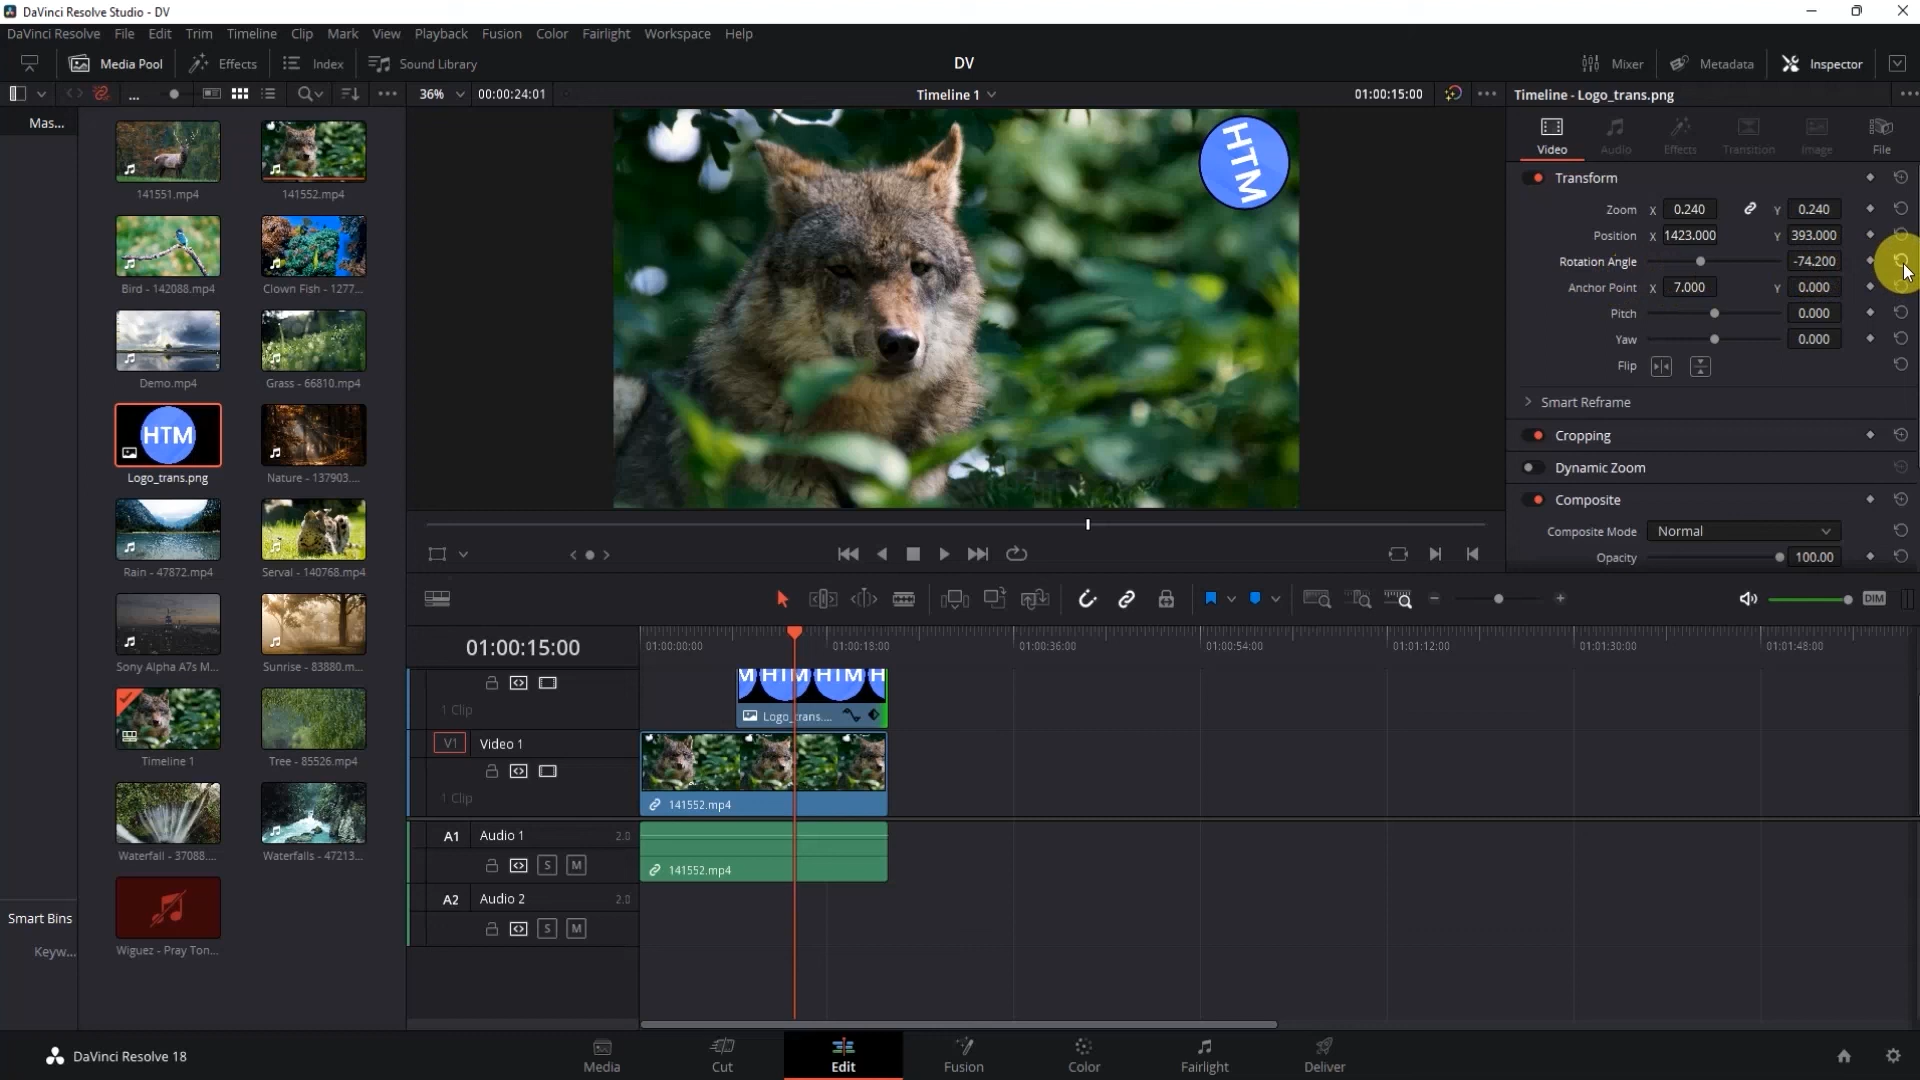 DaVinci Resolve Studio - DV
DaVinci Resolve File Edit Trim Timeline Clip Mark View Playback Fusion Color Fairlight Workspace Help
Media Pool Effects Index Sound Library DV Mixer Metadata Inspector
... 36% 00:00:24:01 Timeline 1 01:00:15:00 Timeline - Logo_trans.png
Mas...
141551.mp4 141552.mp4
Bird - 142088.mp4 Clown Fish - 1277...
Demo.mp4 Grass - 66810.mp4
HTM
Logo_trans.png Nature - 137903....
Rain - 47872.mp4 Serval - 140768.mp4
Sony Alpha A7s M... Sunrise - 83880.m...
Timeline 1 Tree - 85526.mp4
Waterfall - 37088.... Waterfalls - 47213...
Wiguez - Pray Ton...
Smart Bins
Keyw...
HTM
Video Audio Effects Transition Image File
Transform
Zoom X 0.240 Y 0.240
Position X 1423.000 Y 393.000
Rotation Angle -74.200
Anchor Point X 7.000 Y 0.000
Pitch 0.000
Yaw 0.000
Flip
Smart Reframe
Cropping
Dynamic Zoom
Composite
Composite Mode Normal
Opacity 100.00
DIM
01:00:15:00 01:00:00:00 01:00:18:00 01:00:36:00 01:00:54:00 01:01:12:00 01:01:30:00 01:01:48:00
1 Clip
M HTM HTM H
Logo_trans....
V1 Video 1
1 Clip
141552.mp4
A1 Audio 1 2.0
S M
141552.mp4
A2 Audio 2 2.0
S M
DaVinci Resolve 18
Media Cut Edit Fusion Color Fairlight Deliver